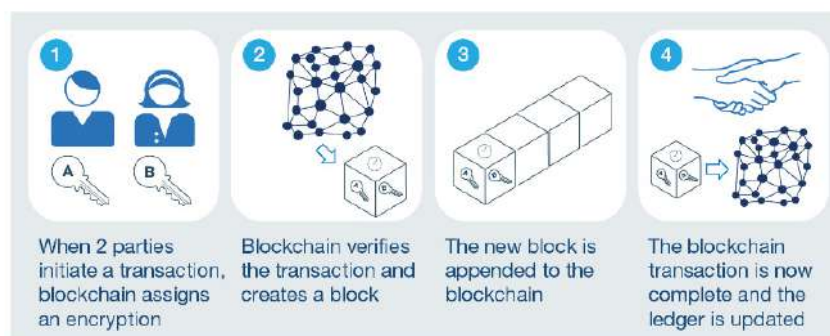 1
2
3
4
A
B
A
B
A
B
A
B
When 2 parties
initiate a transaction,
blockchain assigns
an encryption
Blockchain verifies
the transaction and
creates a block
The new block is
appended to the
blockchain
The blockchain
transaction is now
complete and the
ledger is updated